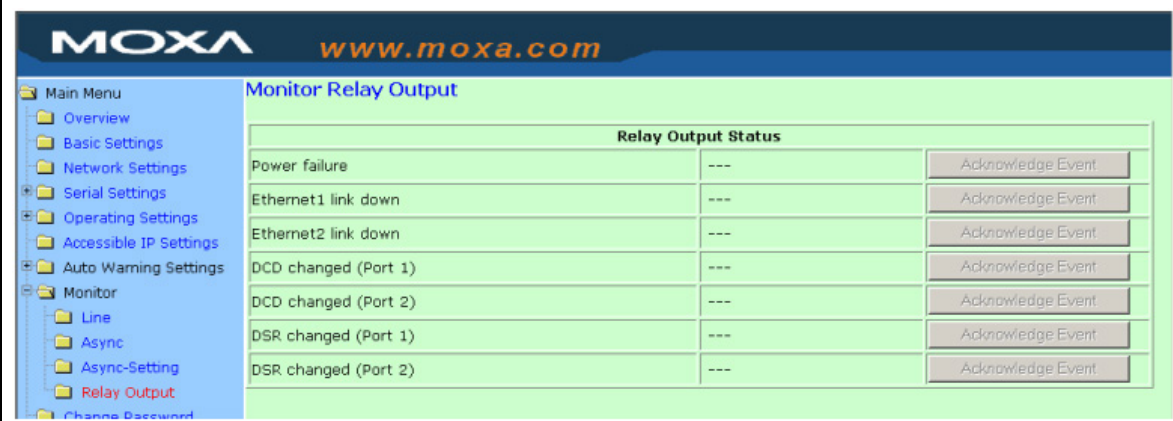 MOXA www.moxa.com
Main Menu
Overview
Basic Settings
Network Settings
Serial Settings
Operating Settings
Accessible IP Settings
Auto Warning Settings
Monitor
Line
Async
Async-Setting
Relay Output
Change Password
Monitor Relay Output
Relay Output Status
Power failure --- Acknowledge Event
Ethernet1 link down --- Acknowledge Event
Ethernet2 link down --- Acknowledge Event
DCD changed (Port 1) --- Acknowledge Event
DCD changed (Port 2) --- Acknowledge Event
DSR changed (Port 1) --- Acknowledge Event
DSR changed (Port 2) --- Acknowledge Event